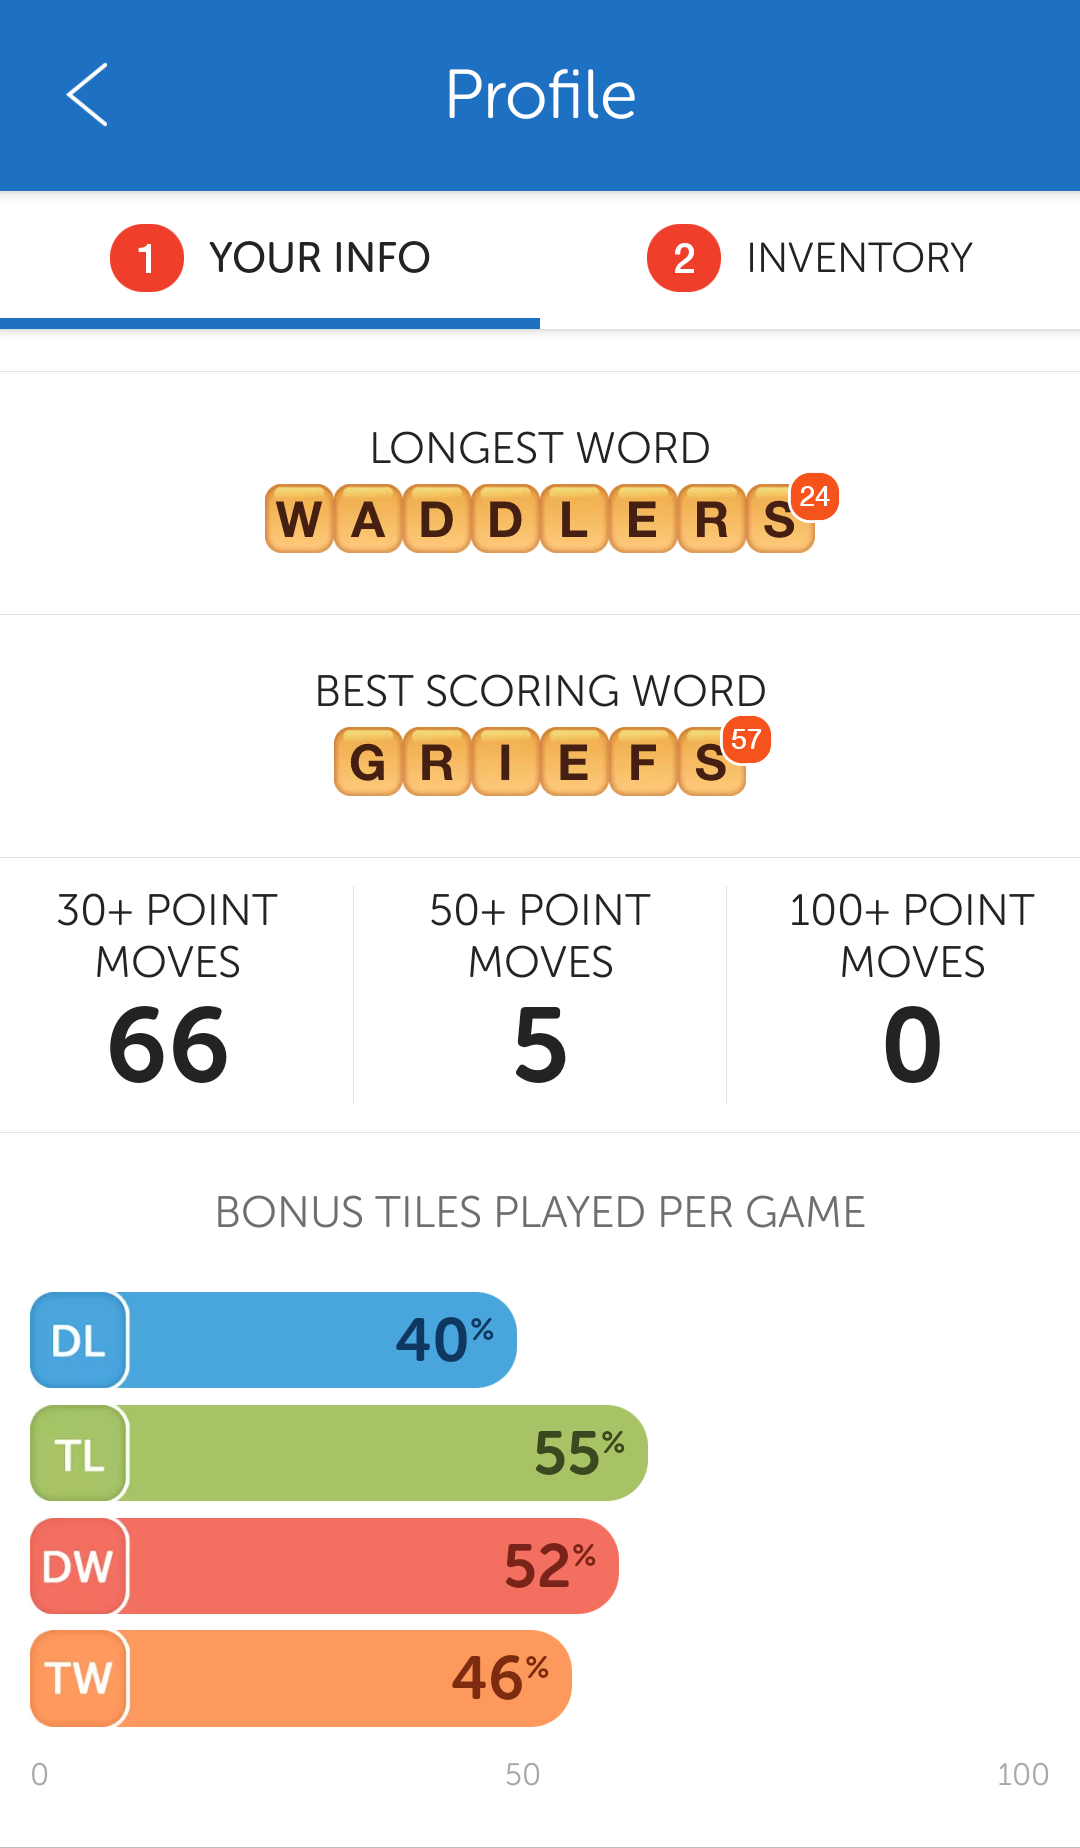 Profile
1 YOUR INFO 2 INVENTORY
LONGEST WORD
WADDLERS 24
BEST SCORING WORD
GRIEFS 57
30+ POINT MOVES
66
50+ POINT MOVES
5
100+ POINT MOVES
0
BONUS TILES PLAYED PER GAME
DL 40%
TL 55%
DW 52%
TW 46%
0 50 100